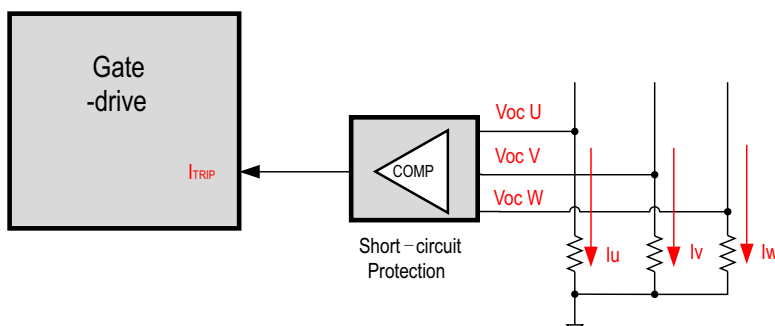 Gate
-drive
ITRIP
COMP
Voc U
Voc V
Voc W
Short－circuit
Protection
Iu
Iv
Iw